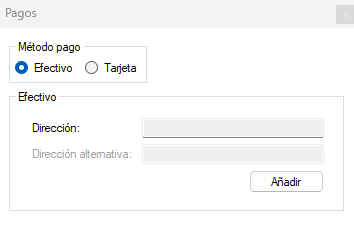 Pagos
x
Método pago
Efectivo
Tarjeta
Efectivo
Dirección:
Dirección alternativa:
Añadir